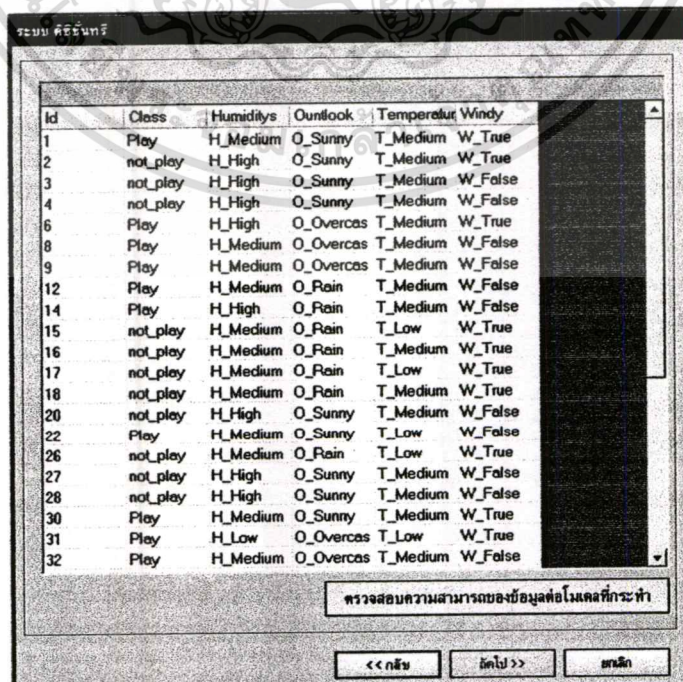 ระบบ ดิซิชันทรี
Id Class Humiditys Ountlook Temperatur Windy
1 Play H_Medium O_Sunny T_Medium W_True
2 not_play H_High O_Sunny T_Medium W_True
3 not_play H_High O_Sunny T_Medium W_False
4 not_play H_High O_Sunny T_Medium W_False
6 Play H_High O_Overcas T_Medium W_True
8 Play H_Medium O_Overcas T_Medium W_False
9 Play H_Medium O_Overcas T_Medium W_False
12 Play H_Medium O_Rain T_Medium W_False
14 Play H_High O_Rain T_Medium W_False
15 not_play H_Medium O_Rain T_Low W_True
16 not_play H_Medium O_Rain T_Medium W_True
17 not_play H_Medium O_Rain T_Low W_True
18 not_play H_Medium O_Rain T_Medium W_True
20 not_play H_High O_Sunny T_Medium W_False
22 Play H_Medium O_Sunny T_Low W_False
26 not_play H_Medium O_Rain T_Low W_True
27 not_play H_High O_Sunny T_Medium W_False
28 not_play H_High O_Sunny T_Medium W_False
30 Play H_Medium O_Sunny T_Medium W_True
31 Play H_Low O_Overcas T_Low W_True
32 Play H_Medium O_Overcas T_Medium W_False
ตรวจสอบความสามารถของข้อมูลต่อโมเดลที่กระทำ
<< กลับ ถัดไป >> ยกเลิก